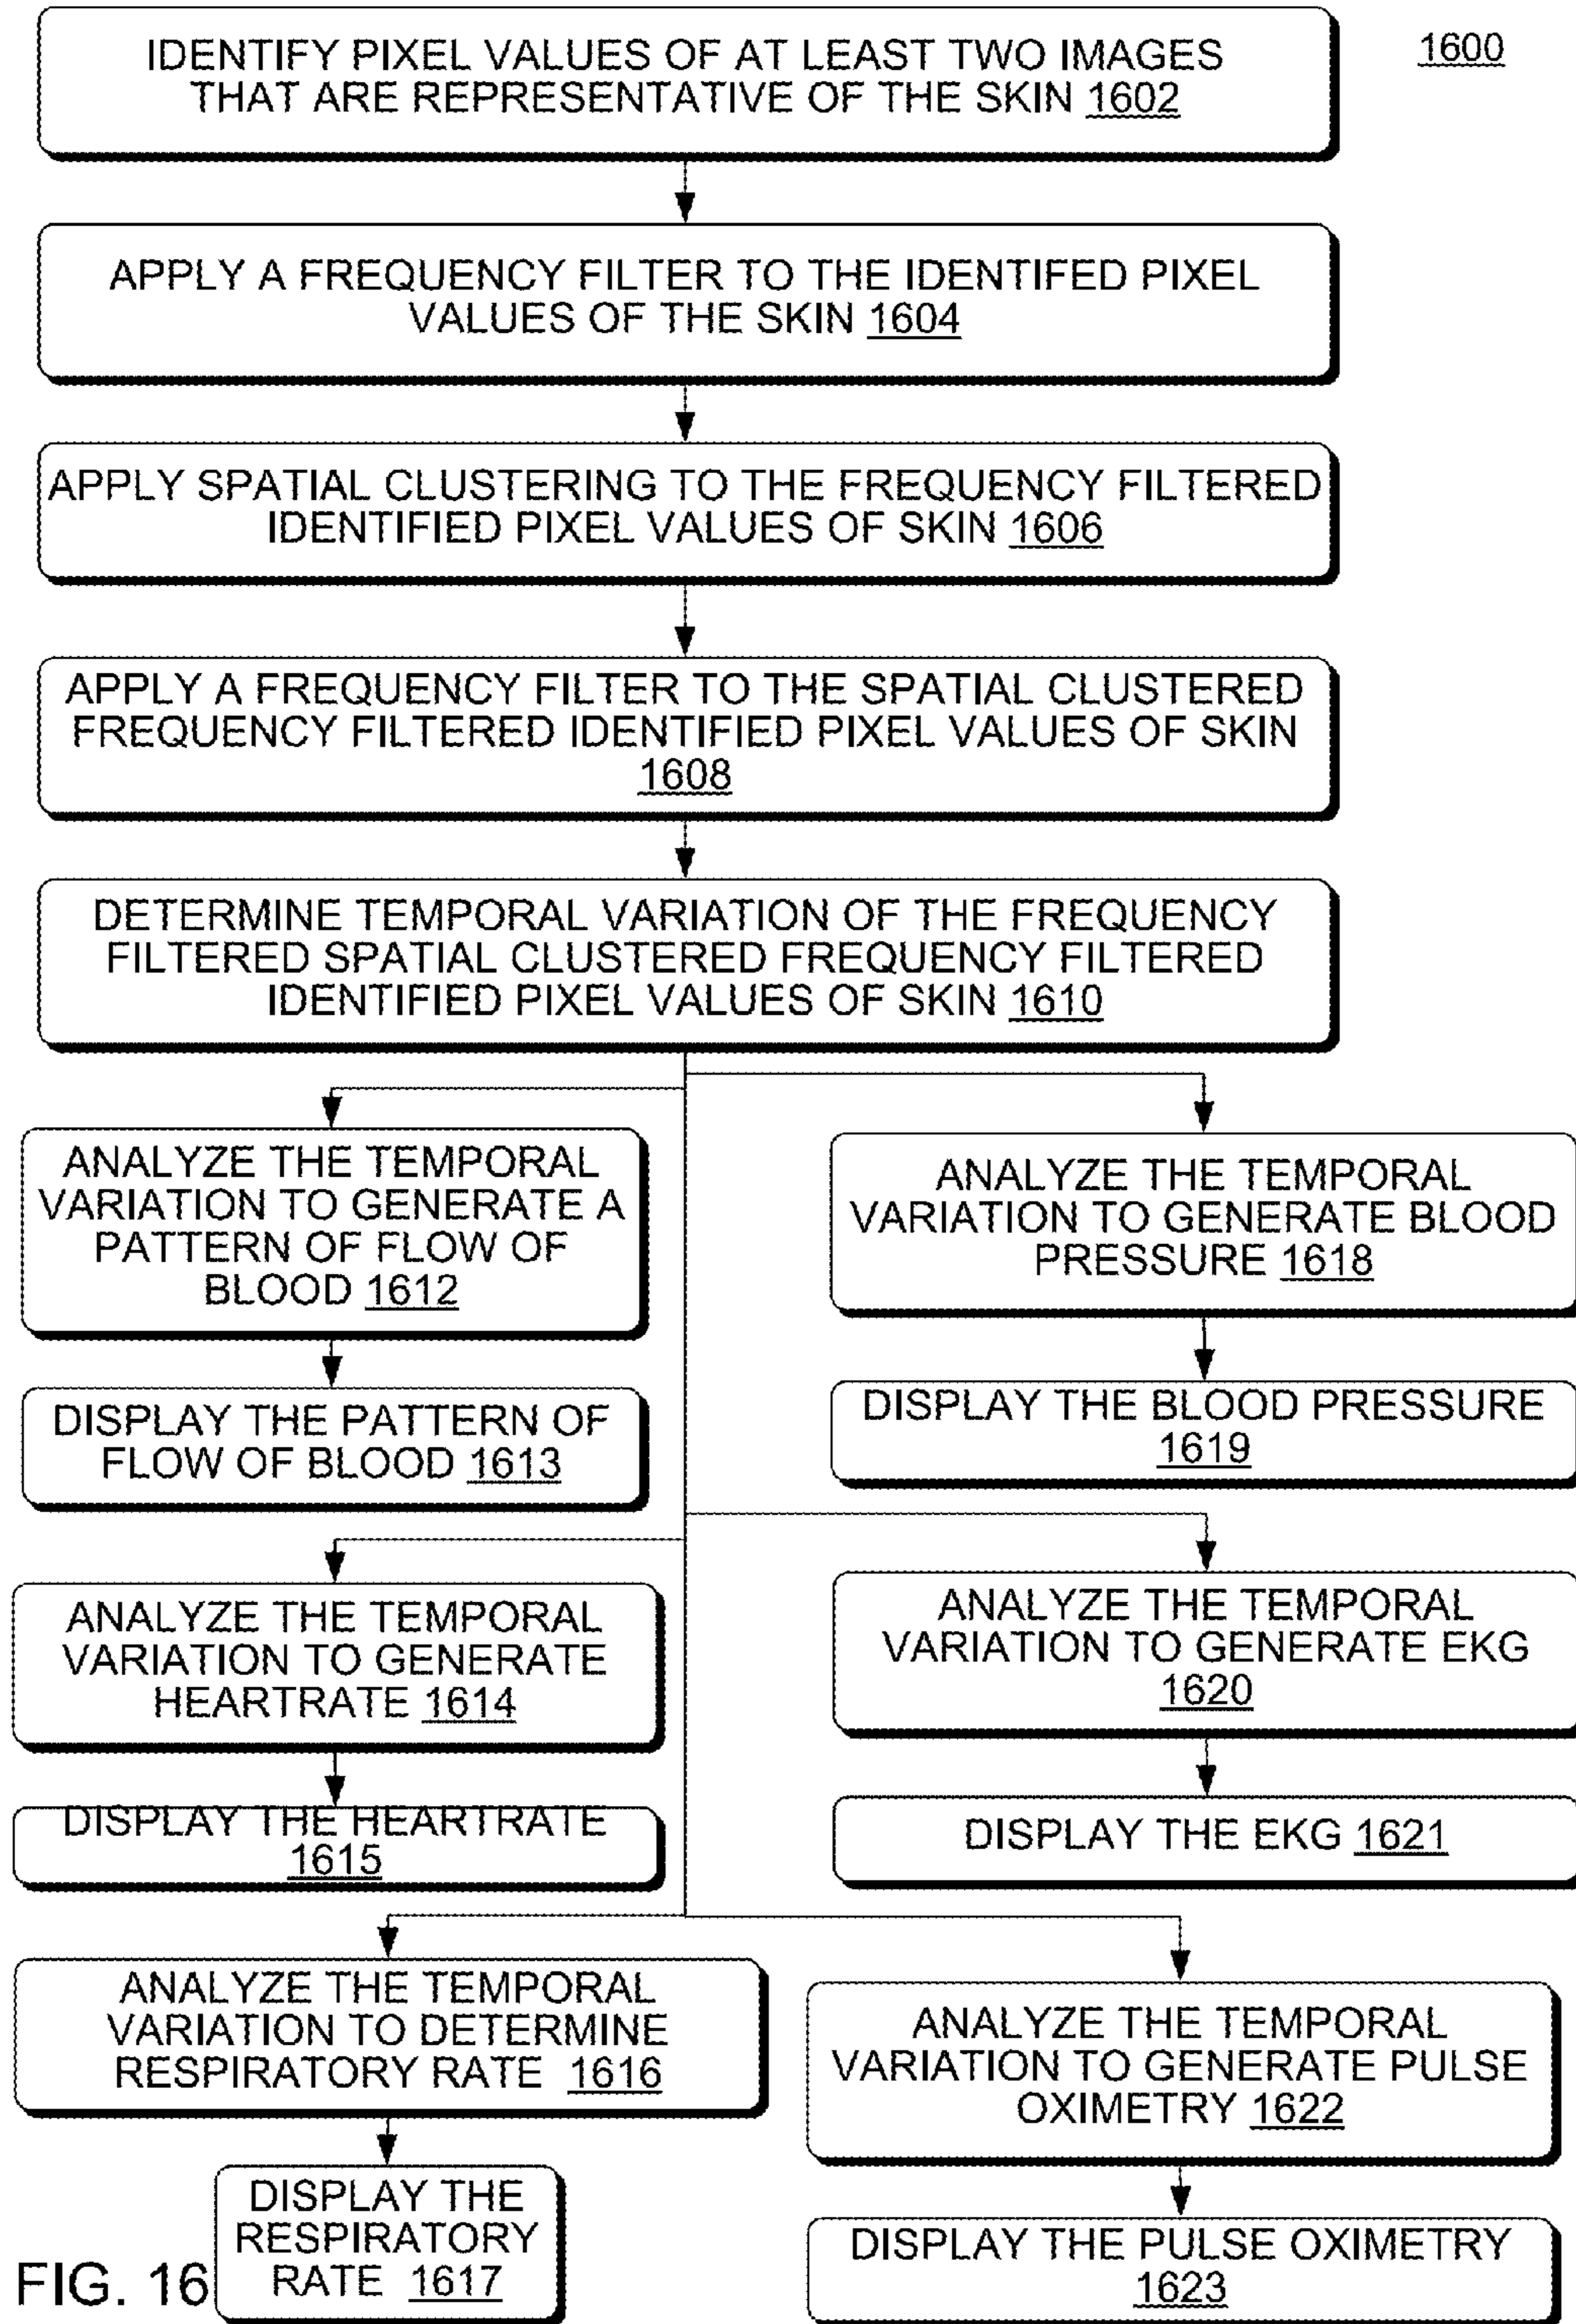 1600
IDENTIFY PIXEL VALUES OF AT LEAST TWO IMAGES
THAT ARE REPRESENTATIVE OF THE SKIN 1602
APPLY A FREQUENCY FILTER TO THE IDENTIFED PIXEL
VALUES OF THE SKIN 1604
APPLY SPATIAL CLUSTERING TO THE FREQUENCY FILTERED
IDENTIFIED PIXEL VALUES OF SKIN 1606
APPLY A FREQUENCY FILTER TO THE SPATIAL CLUSTERED
FREQUENCY FILTERED IDENTIFIED PIXEL VALUES OF SKIN
1608
DETERMINE TEMPORAL VARIATION OF THE FREQUENCY
FILTERED SPATIAL CLUSTERED FREQUENCY FILTERED
IDENTIFIED PIXEL VALUES OF SKIN 1610
ANALYZE THE TEMPORAL
VARIATION TO GENERATE A
PATTERN OF FLOW OF
BLOOD 1612
DISPLAY THE PATTERN OF
FLOW OF BLOOD 1613
ANALYZE THE TEMPORAL
VARIATION TO GENERATE BLOOD
PRESSURE 1618
DISPLAY THE BLOOD PRESSURE
1619
ANALYZE THE TEMPORAL
VARIATION TO GENERATE
HEARTRATE 1614
DISPLAY THE HEARTRATE
1615
ANALYZE THE TEMPORAL
VARIATION TO GENERATE EKG
1620
DISPLAY THE EKG 1621
ANALYZE THE TEMPORAL
VARIATION TO DETERMINE
RESPIRATORY RATE 1616
DISPLAY THE
RESPIRATORY
RATE 1617
ANALYZE THE TEMPORAL
VARIATION TO GENERATE PULSE
OXIMETRY 1622
DISPLAY THE PULSE OXIMETRY
1623
FIG. 16